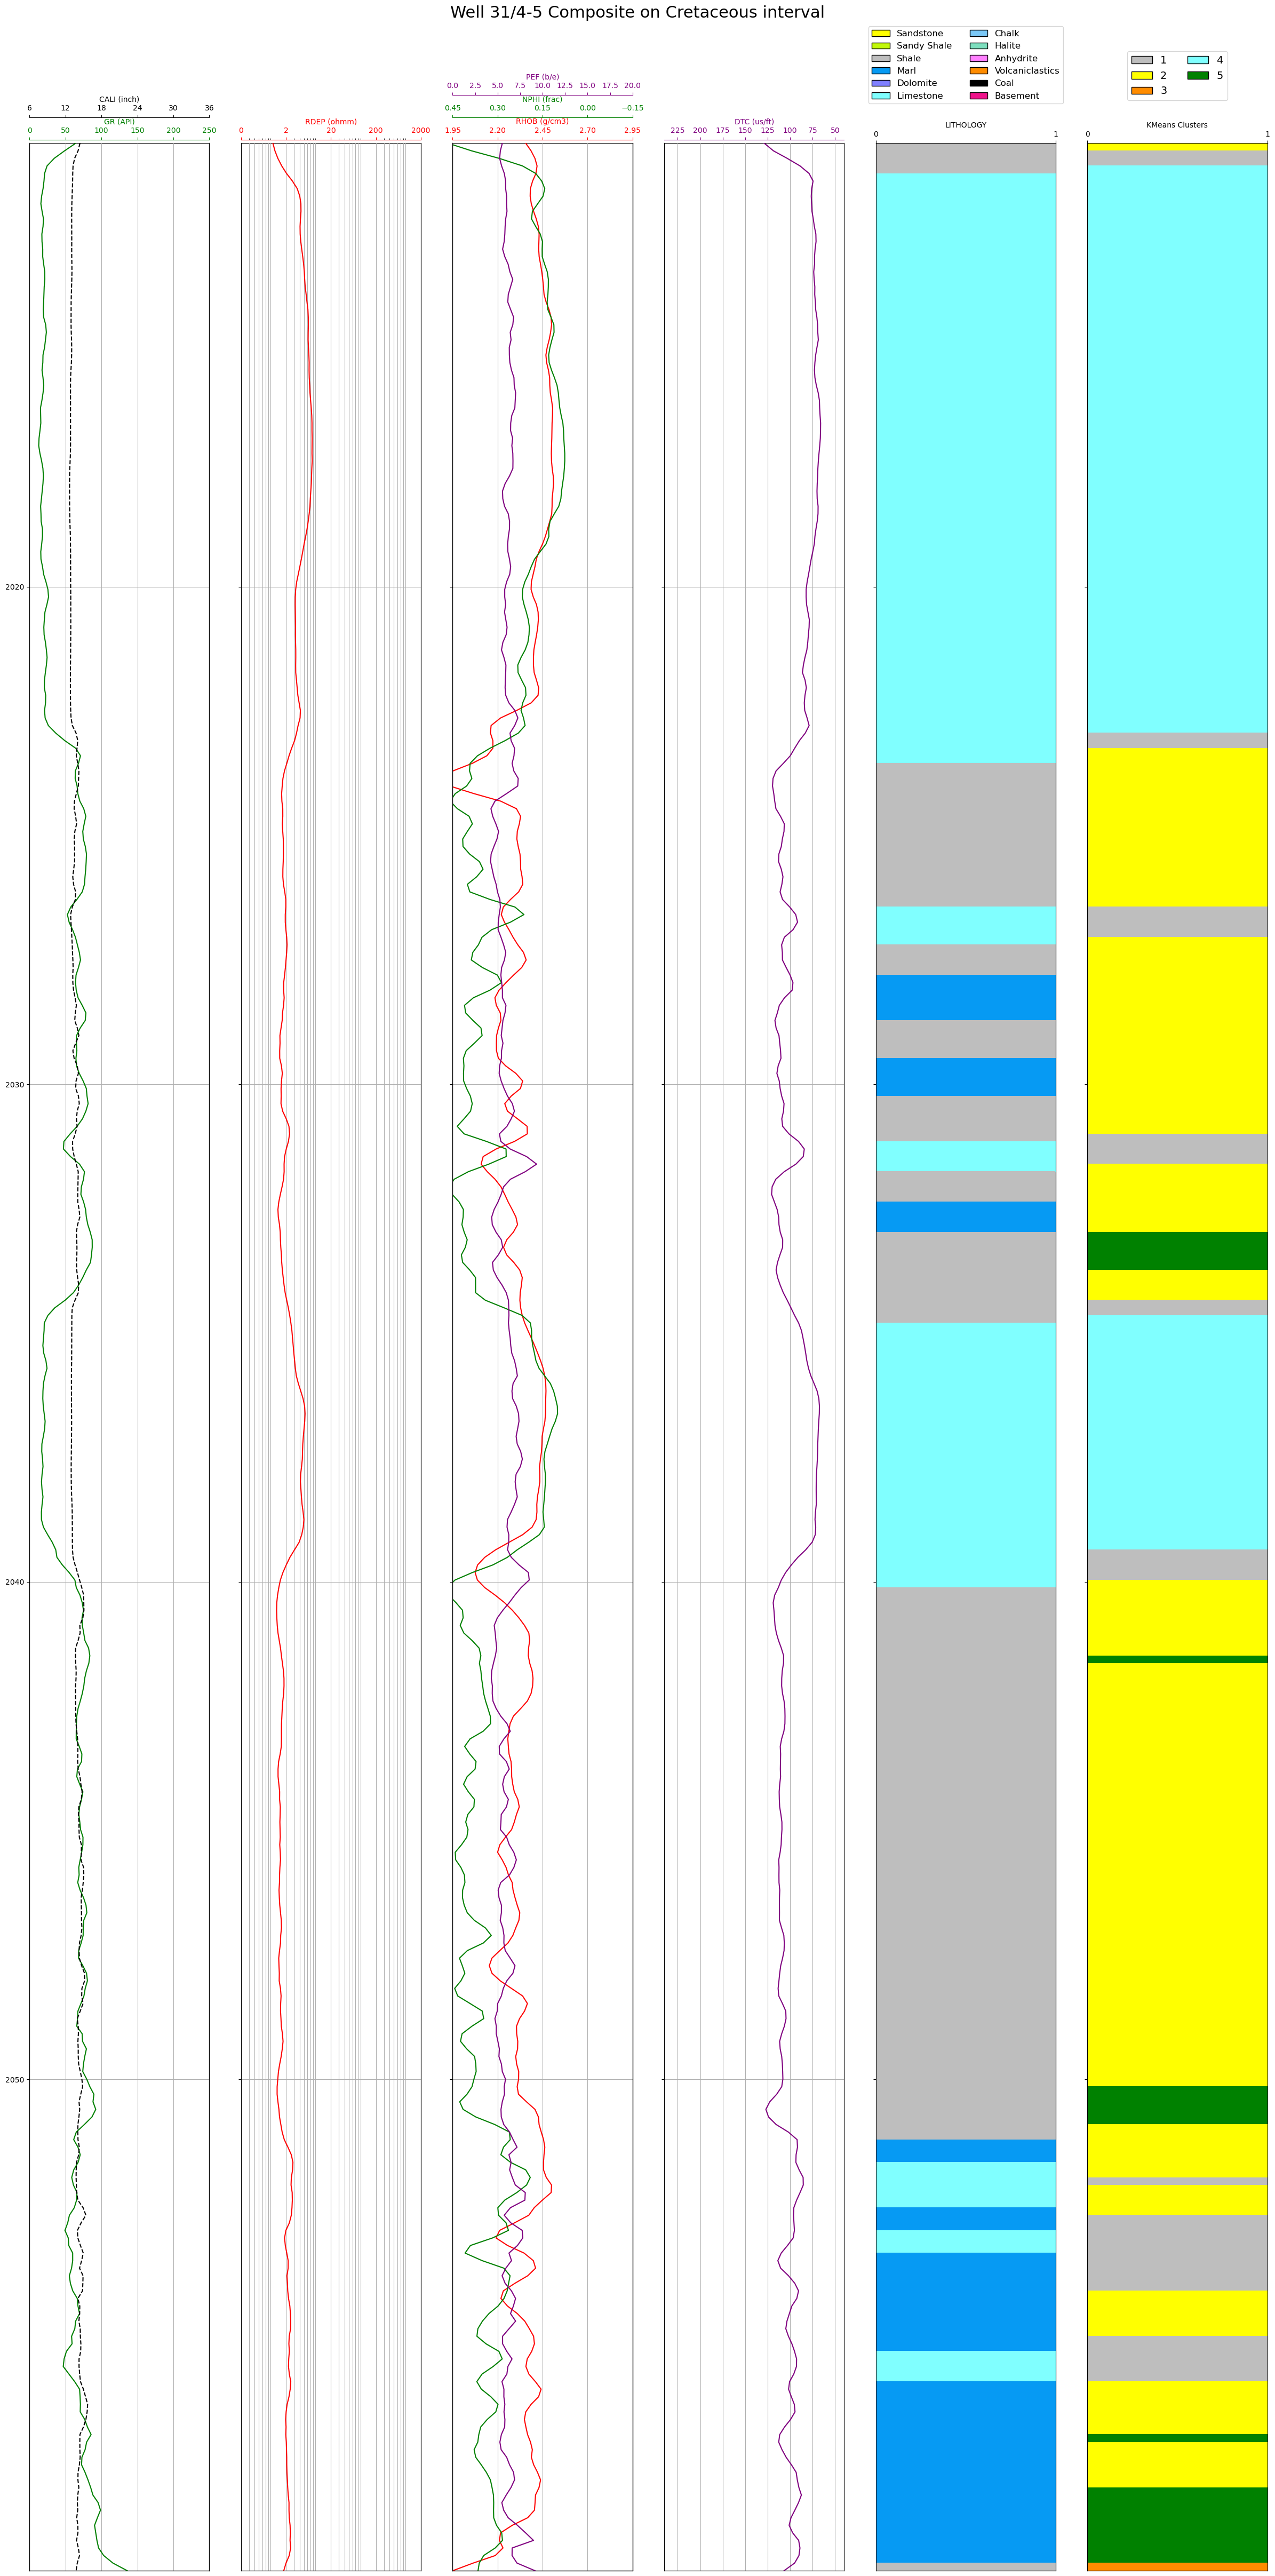 Well 31/4-5 Composite on Cretaceous interval
Sandstone
Sandy Shale
Shale
Marl
Dolomite
Limestone
Chalk
Halite
Anhydrite
Volcaniclastics
Coal
Basement
1
2
3
4
5
PEF (b/e)
0.0 2.5 5.0 7.5 10.0 12.5 15.0 17.5 20.0
CALI (inch)
6 12 18 24 30 36
NPHI (frac)
0.45 0.30 0.15 0.00 −0.15
GR (API)
0 50 100 150 200 250
RDEP (ohmm)
0 2 20 200 2000
RHOB (g/cm3)
1.95 2.20 2.45 2.70 2.95
DTC (us/ft)
225 200 175 150 125 100 75 50
LITHOLOGY
0 1
KMeans Clusters
0 1
2020
2030
2040
2050